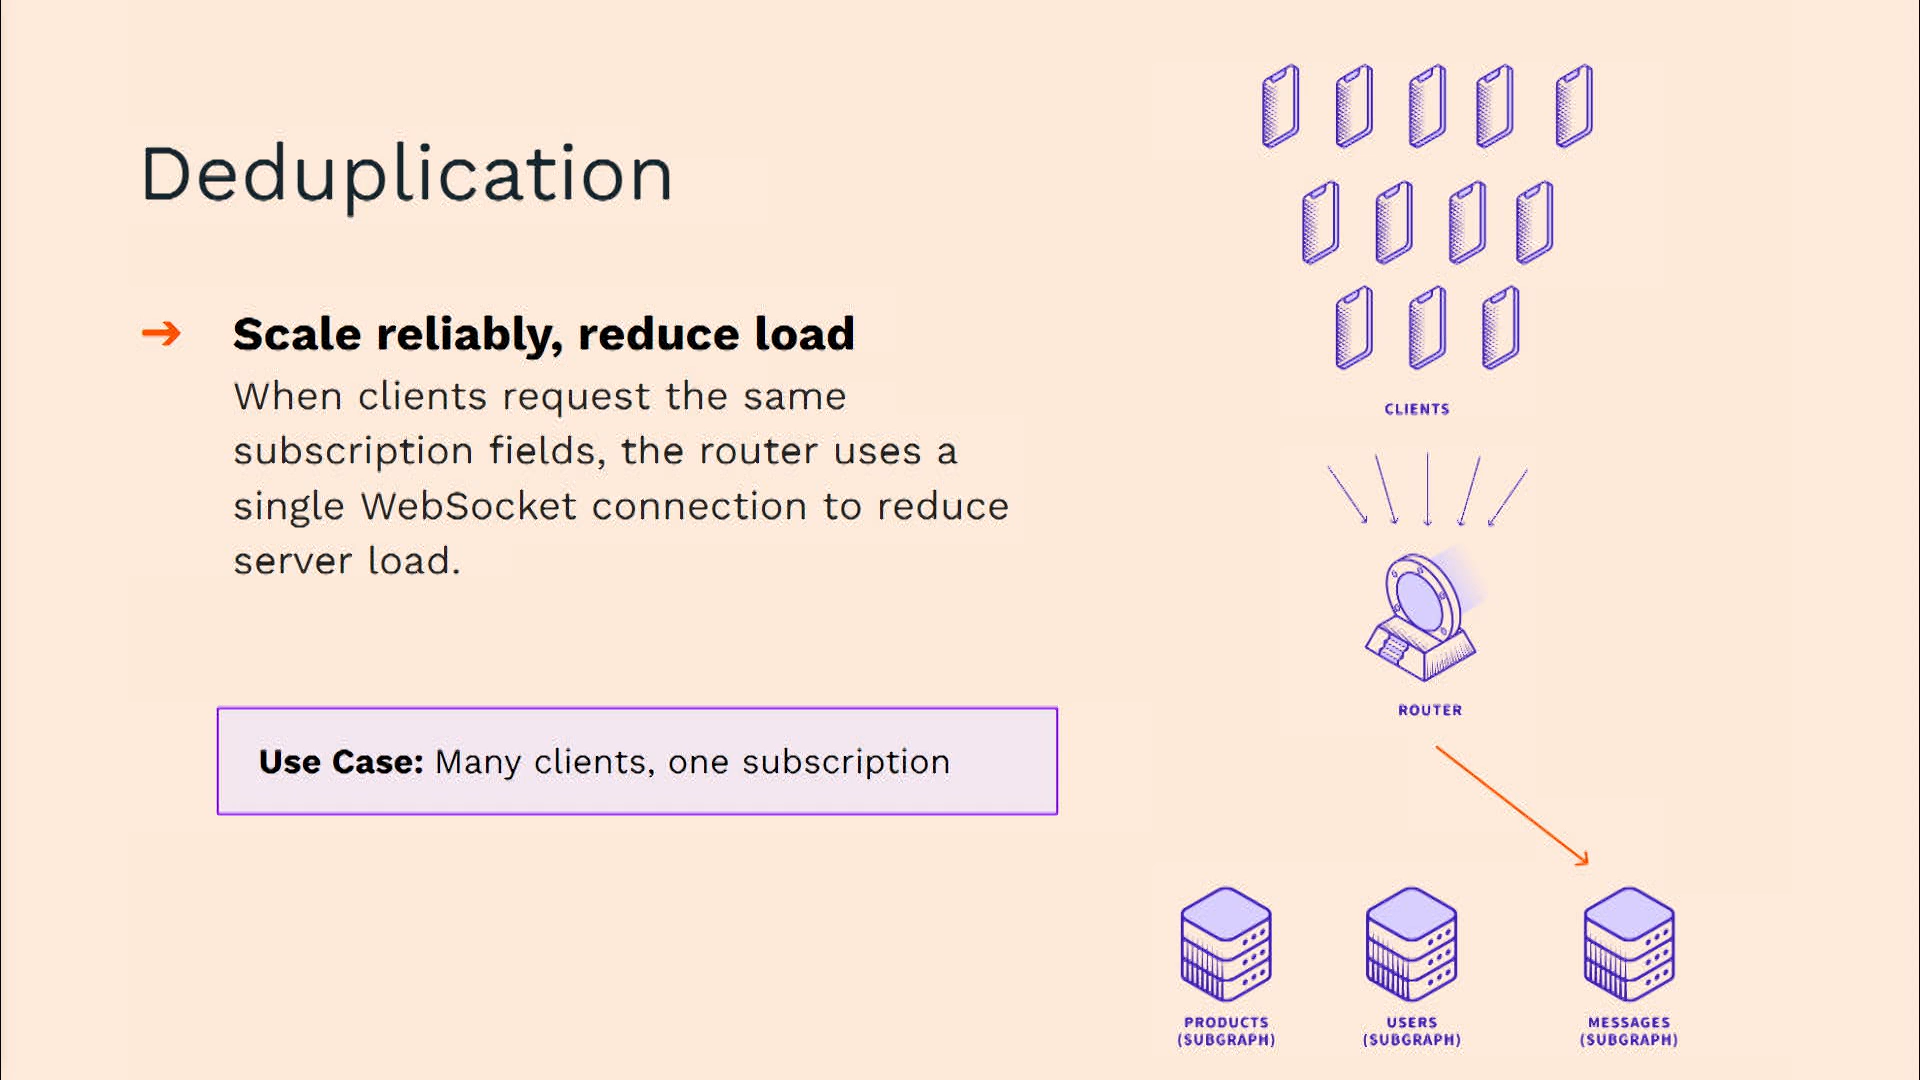 Deduplication
➔ Scale reliably, reduce load
When clients request the same
subscription fields, the router uses a
single WebSocket connection to reduce
server load.
Use Case: Many clients, one subscription
CLIENTS
ROUTER
PRODUCTS
(SUBGRAPH)
USERS
(SUBGRAPH)
MESSAGES
(SUBGRAPH)